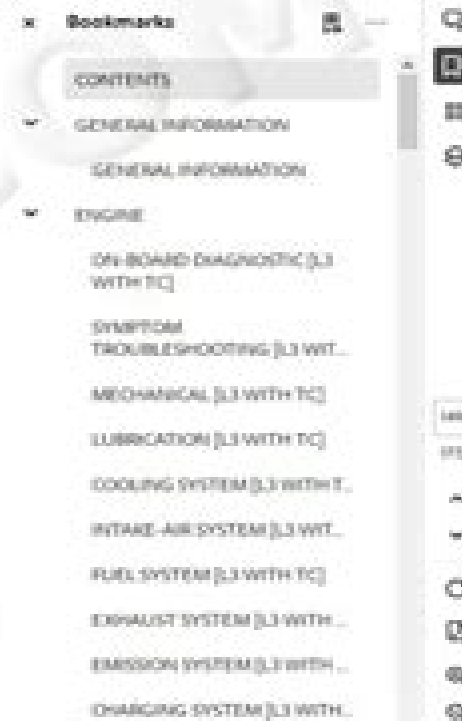 Bookmarks
CONTENTS
GENERAL INFORMATION
GENERAL INFORMATION
ENGINE
ON-BOARD DIAGNOSTIC [L3
WITH TC]
SYMPTOM
TROUBLESHOOTING [L3 WIT...
MECHANICAL [L3 WITH TC]
LUBRICATION [L3 WITH TC]
COOLING SYSTEM [L3 WITH T...
INTAKE-AIR SYSTEM [L3 WIT...
FUEL SYSTEM [L3 WITH TC]
EXHAUST SYSTEM [L3 WITH ...
EMISSION SYSTEM [L3 WITH ...
CHARGING SYSTEM [L3 WITH...